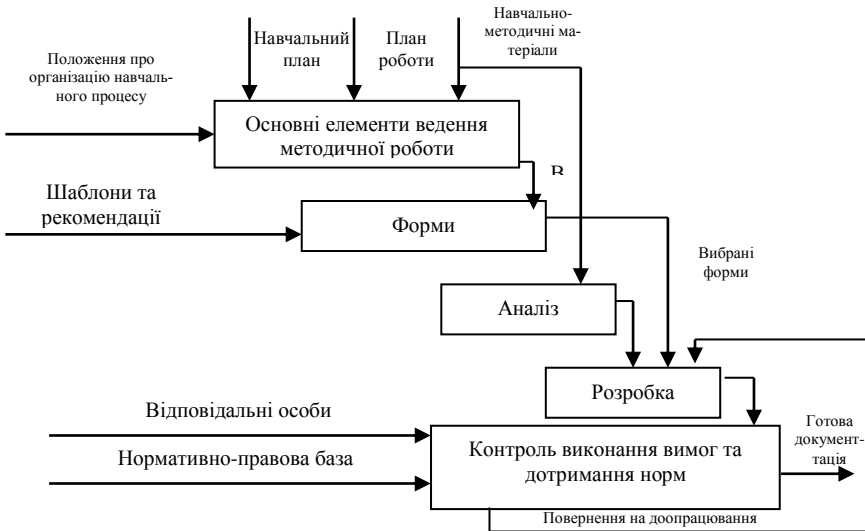 Навчально-
методичні ма-
теріали
Навчальний
план
План
роботи
Положення про
організацію навчаль-
ного процесу
Основні елементи ведення
методичної роботи
Шаблони та
рекомендації
Форми
Вибрані
форми
Аналіз
Розробка
Відповідальні особи
Нормативно-правова база
Контроль виконання вимог та
дотримання норм
Готова
документ-
тація
Повернення на доопрацювання